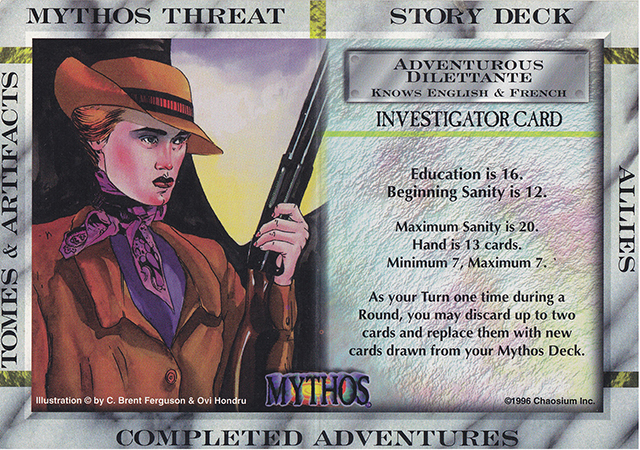 MYTHOS THREAT
STORY DECK
TOMES & ARTIFACTS
ADVENTUROUS
DILETTANTE
KNOWS ENGLISH & FRENCH
INVESTIGATOR CARD
Education is 16.
Beginning Sanity is 12.
Maximum Sanity is 20.
Hand is 13 cards.
Minimum 7, Maximum 7.
As your Turn one time during a
Round, you may discard up to two
cards and replace them with new
cards drawn from your Mythos Deck.
ALLIES
Illustration © by C. Brent Ferguson & Ovi Hondru
MYTHOS
©1996 Chaosium Inc.
COMPLETED ADVENTURES